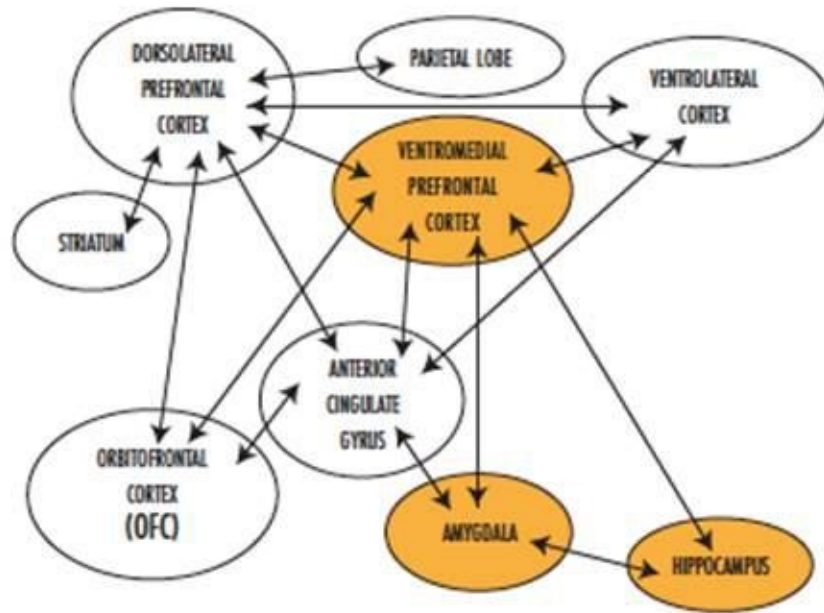 DORSOLATERAL
PREFRONTAL
CORTEX
PARIETAL LOBE
VENTROLATERAL
CORTEX
VENTROMEDIAL
PREFRONTAL
CORTEX
STRIATUM
ANTERIOR
CINGULATE
GYRUS
ORBITOFRONTAL
CORTEX
(OFC)
AMYGDALA
HIPPOCAMPUS